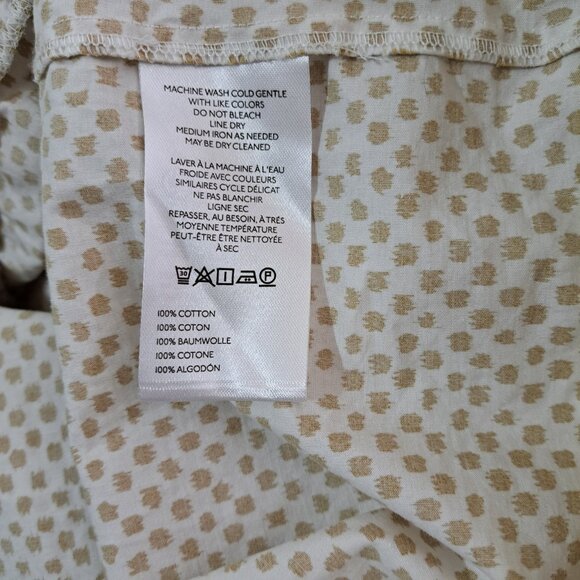 MACHINE WASH COLD GENTLE
WITH LIKE COLORS
DO NOT BLEACH
LINE DRY
MEDIUM IRON AS NEEDED
MAY BE DRY CLEANED
LAVER À LA MACHINE À L'EAU
FROIDE AVEC COULEURS
SIMILAIRES CYCLE DÉLICAT
NE PAS BLANCHIR
LIGNE SEC
REPASSER, AU BESOIN, À TRÉS
MOYENNE TEMPÉRATURE
PEUT-ÊTRE ÊTRE NETTOYÉE
À SEC
30 P
100% COTTON
100% COTON
100% BAUMWOLLE
100% COTONE
100% ALGODÓN